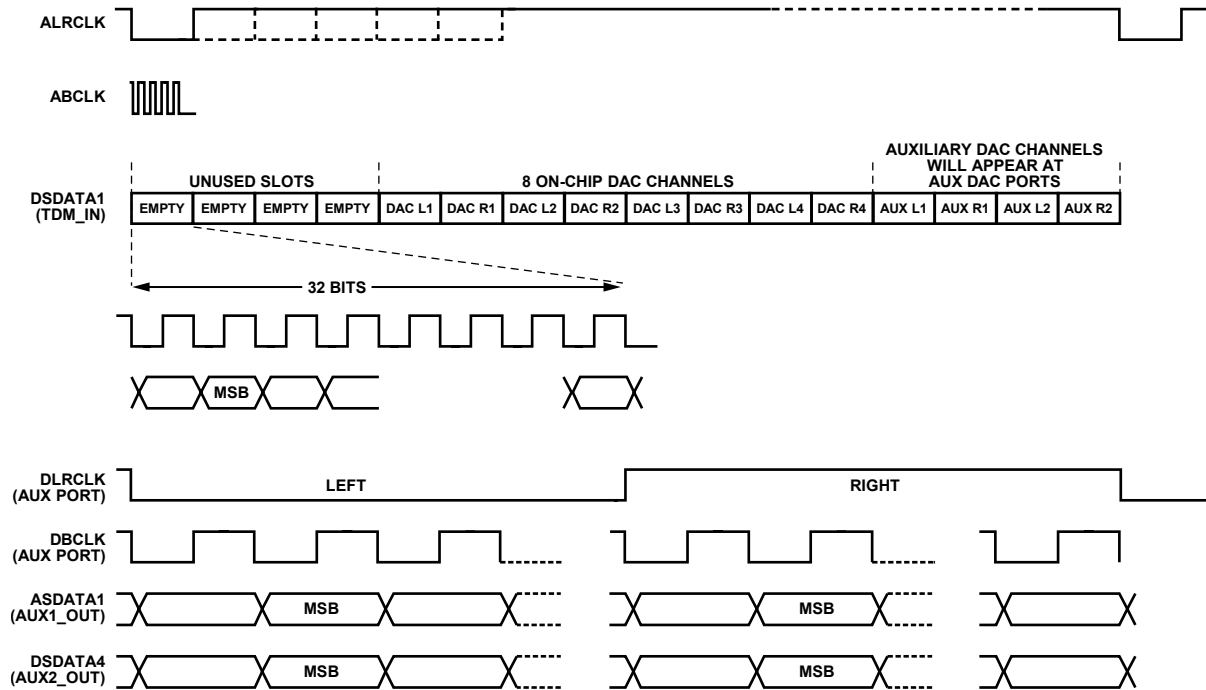 ALRCLK
ABCLK
AUXILIARY DAC CHANNELS
WILL APPEAR AT
AUX DAC PORTS
UNUSED SLOTS
8 ON-CHIP DAC CHANNELS
DSDATA1
(TDM_IN)
EMPTY EMPTY EMPTY EMPTY DAC L1 DAC R1 DAC L2 DAC R2 DAC L3 DAC R3 DAC L4 DAC R4 AUX L1 AUX R1 AUX L2 AUX R2
32 BITS
MSB
DLRCLK
(AUX PORT)
LEFT
RIGHT
DBCLK
(AUX PORT)
ASDATA1
(AUX1_OUT)
MSB
MSB
DSDATA4
(AUX2_OUT)
MSB
MSB